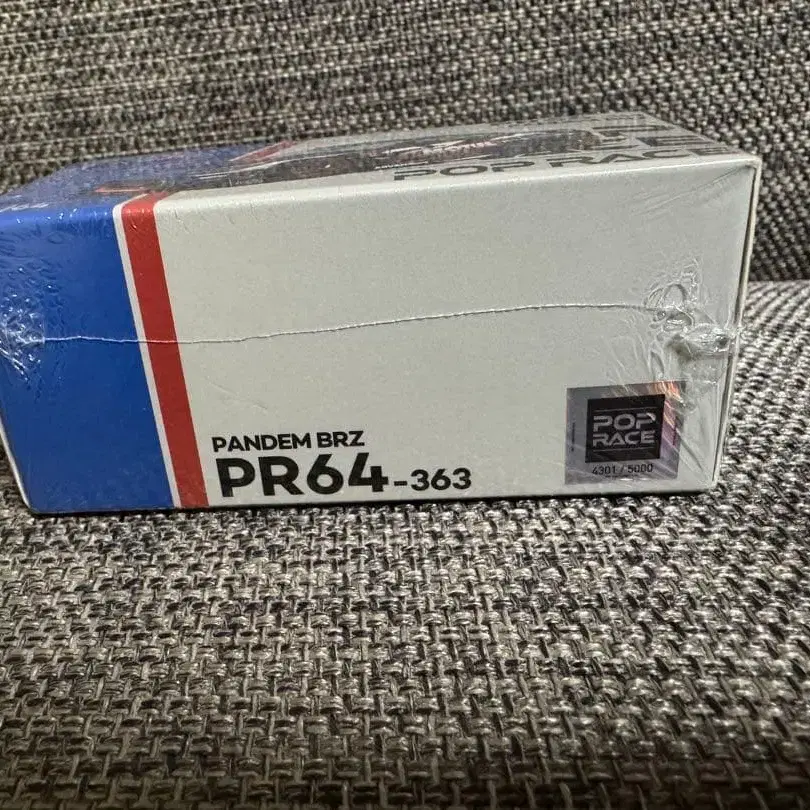 POP RACE
PANDEM BRZ
PR64-363
POP
RACE
4301 / 5000